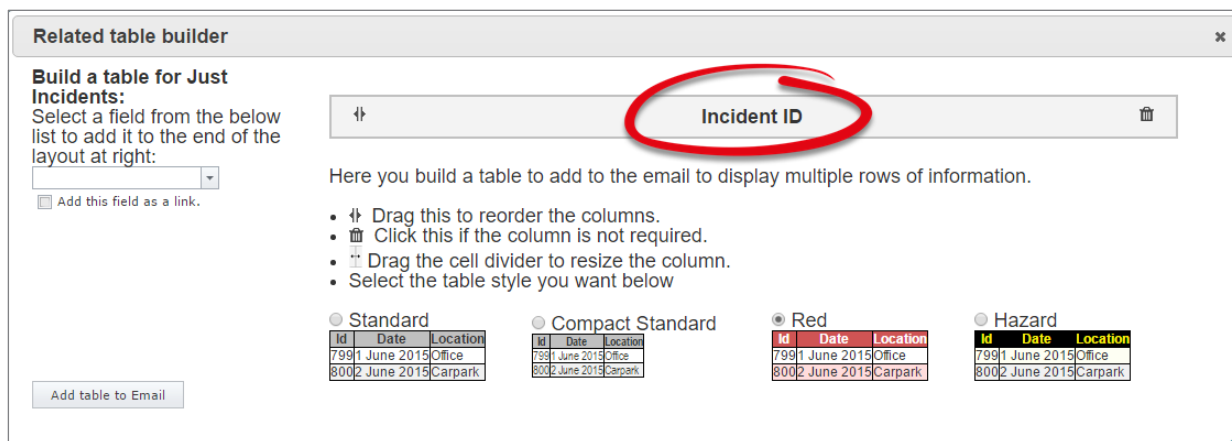 Related table builder
Build a table for Just
Incidents:
Select a field from the below
list to add it to the end of the
layout at right:
Add this field as a link.
Add table to Email
Incident ID
Here you build a table to add to the email to display multiple rows of information.
• Drag this to reorder the columns.
• Click this if the column is not required.
• Drag the cell divider to resize the column.
• Select the table style you want below
Standard
Id Date Location
799 1 June 2015 Office
800 2 June 2015 Carpark
Compact Standard
Id Date Location
799 1 June 2015 Office
800 2 June 2015 Carpark
Red
Id Date Location
799 1 June 2015 Office
800 2 June 2015 Carpark
Hazard
Id Date Location
799 1 June 2015 Office
800 2 June 2015 Carpark